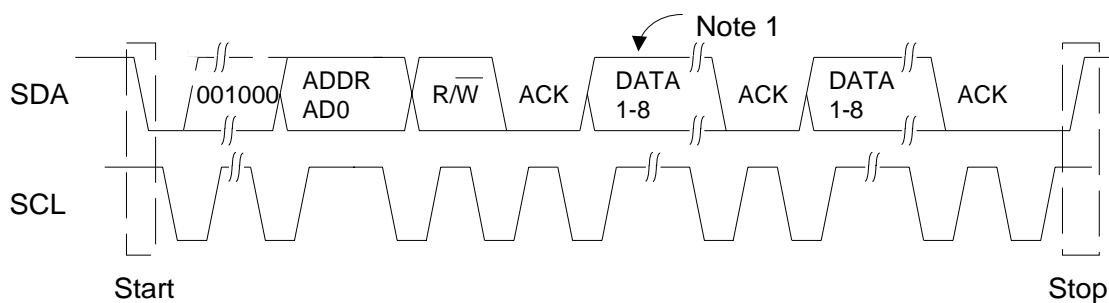 Note 1
SDA
001000
ADDR
AD0
R/W
ACK
DATA
1-8
ACK
DATA
1-8
ACK
SCL
Start
Stop